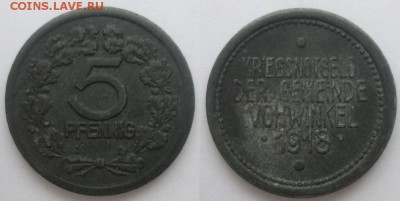 COINS.LAVE.RU
5
PFENNIG
KRIEGSNOTGELD
DER GEMEINDE
VOHWINKEL
· 1918 ·